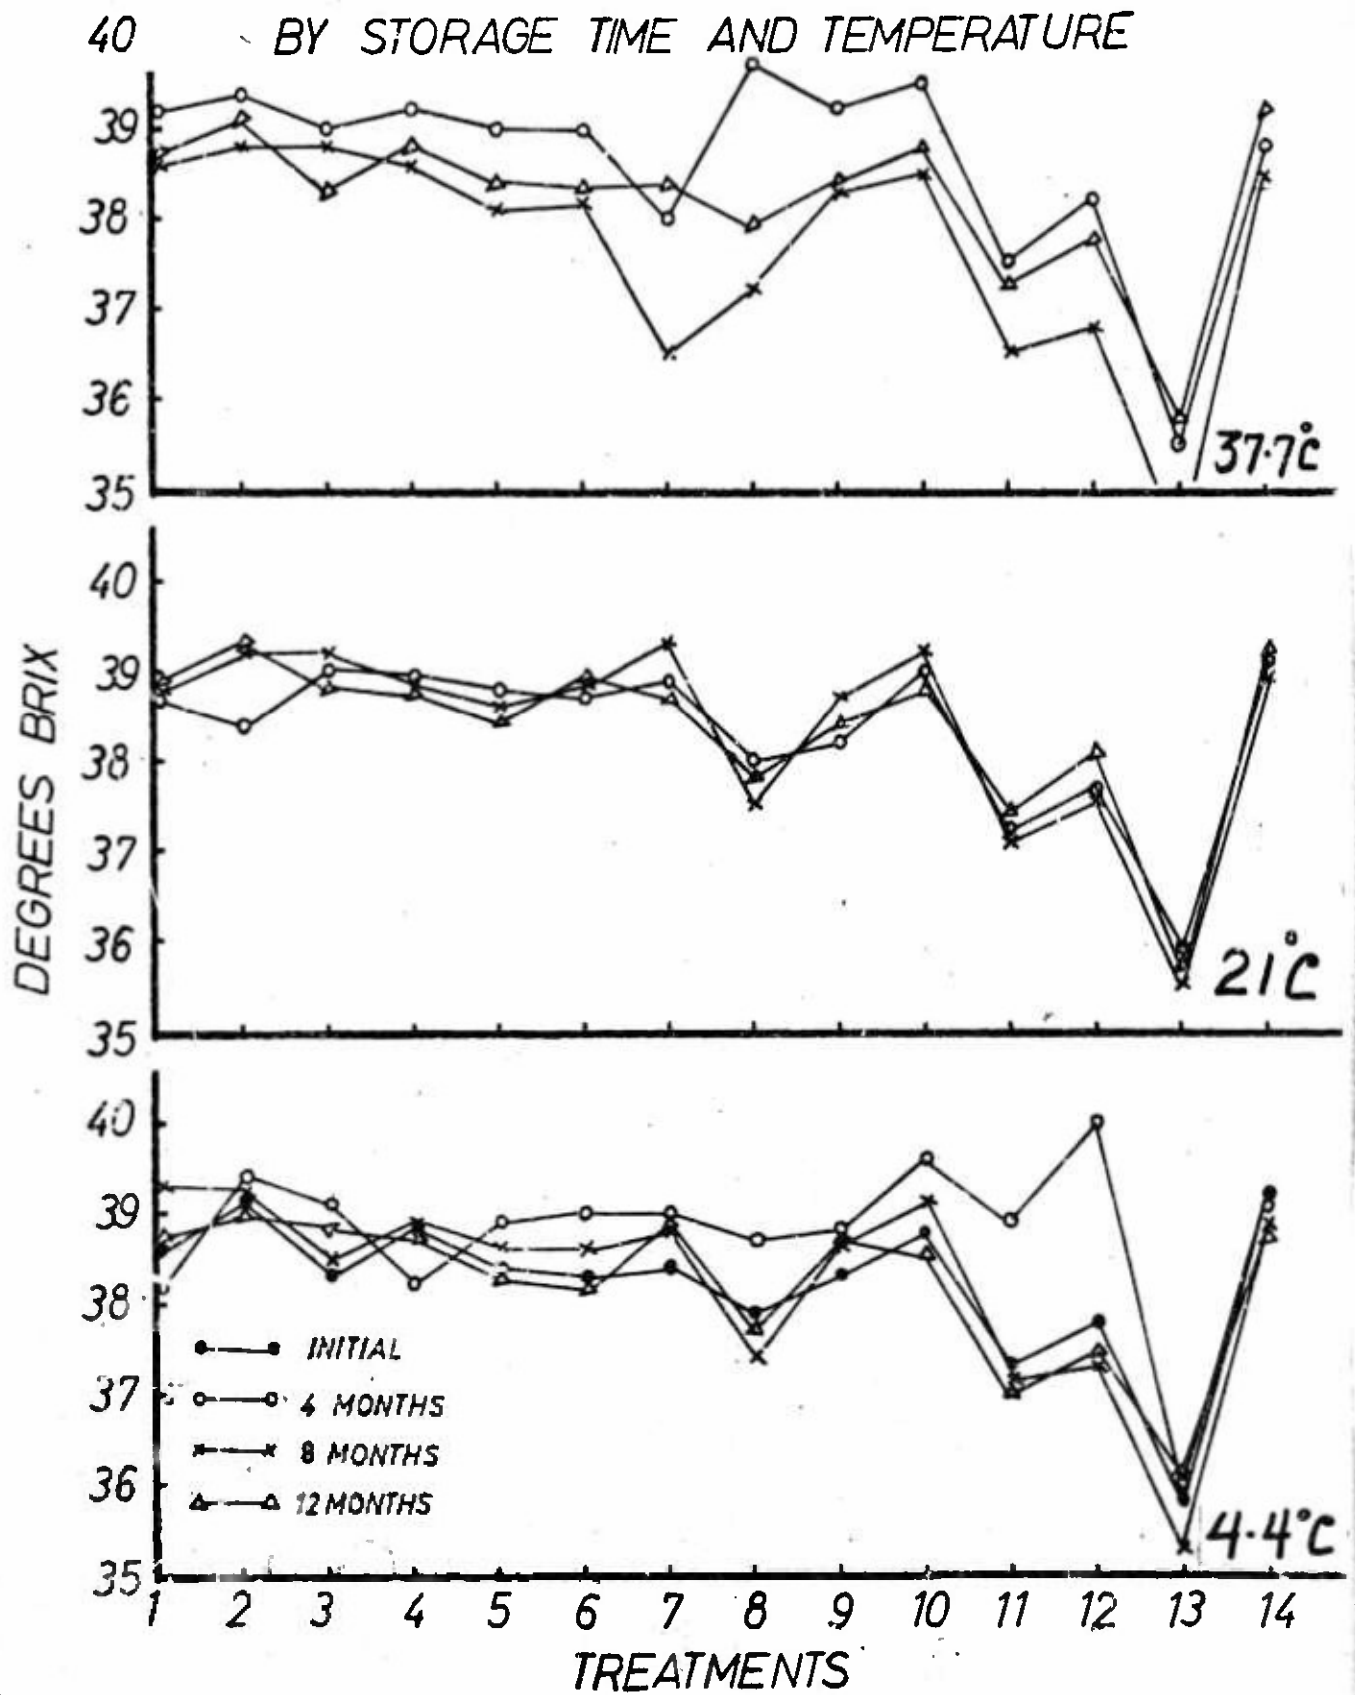 40 BY STORAGE TIME AND TEMPERATURE
39
38
37
36
35
37.7°C
40
39
38
37
36
35
21°C
DEGREES BRIX
40
39
38
37
36
35
INITIAL
4 MONTHS
8 MONTHS
12 MONTHS
4.4°C
1 2 3 4 5 6 7 8 9 10 11 12 13 14
TREATMENTS